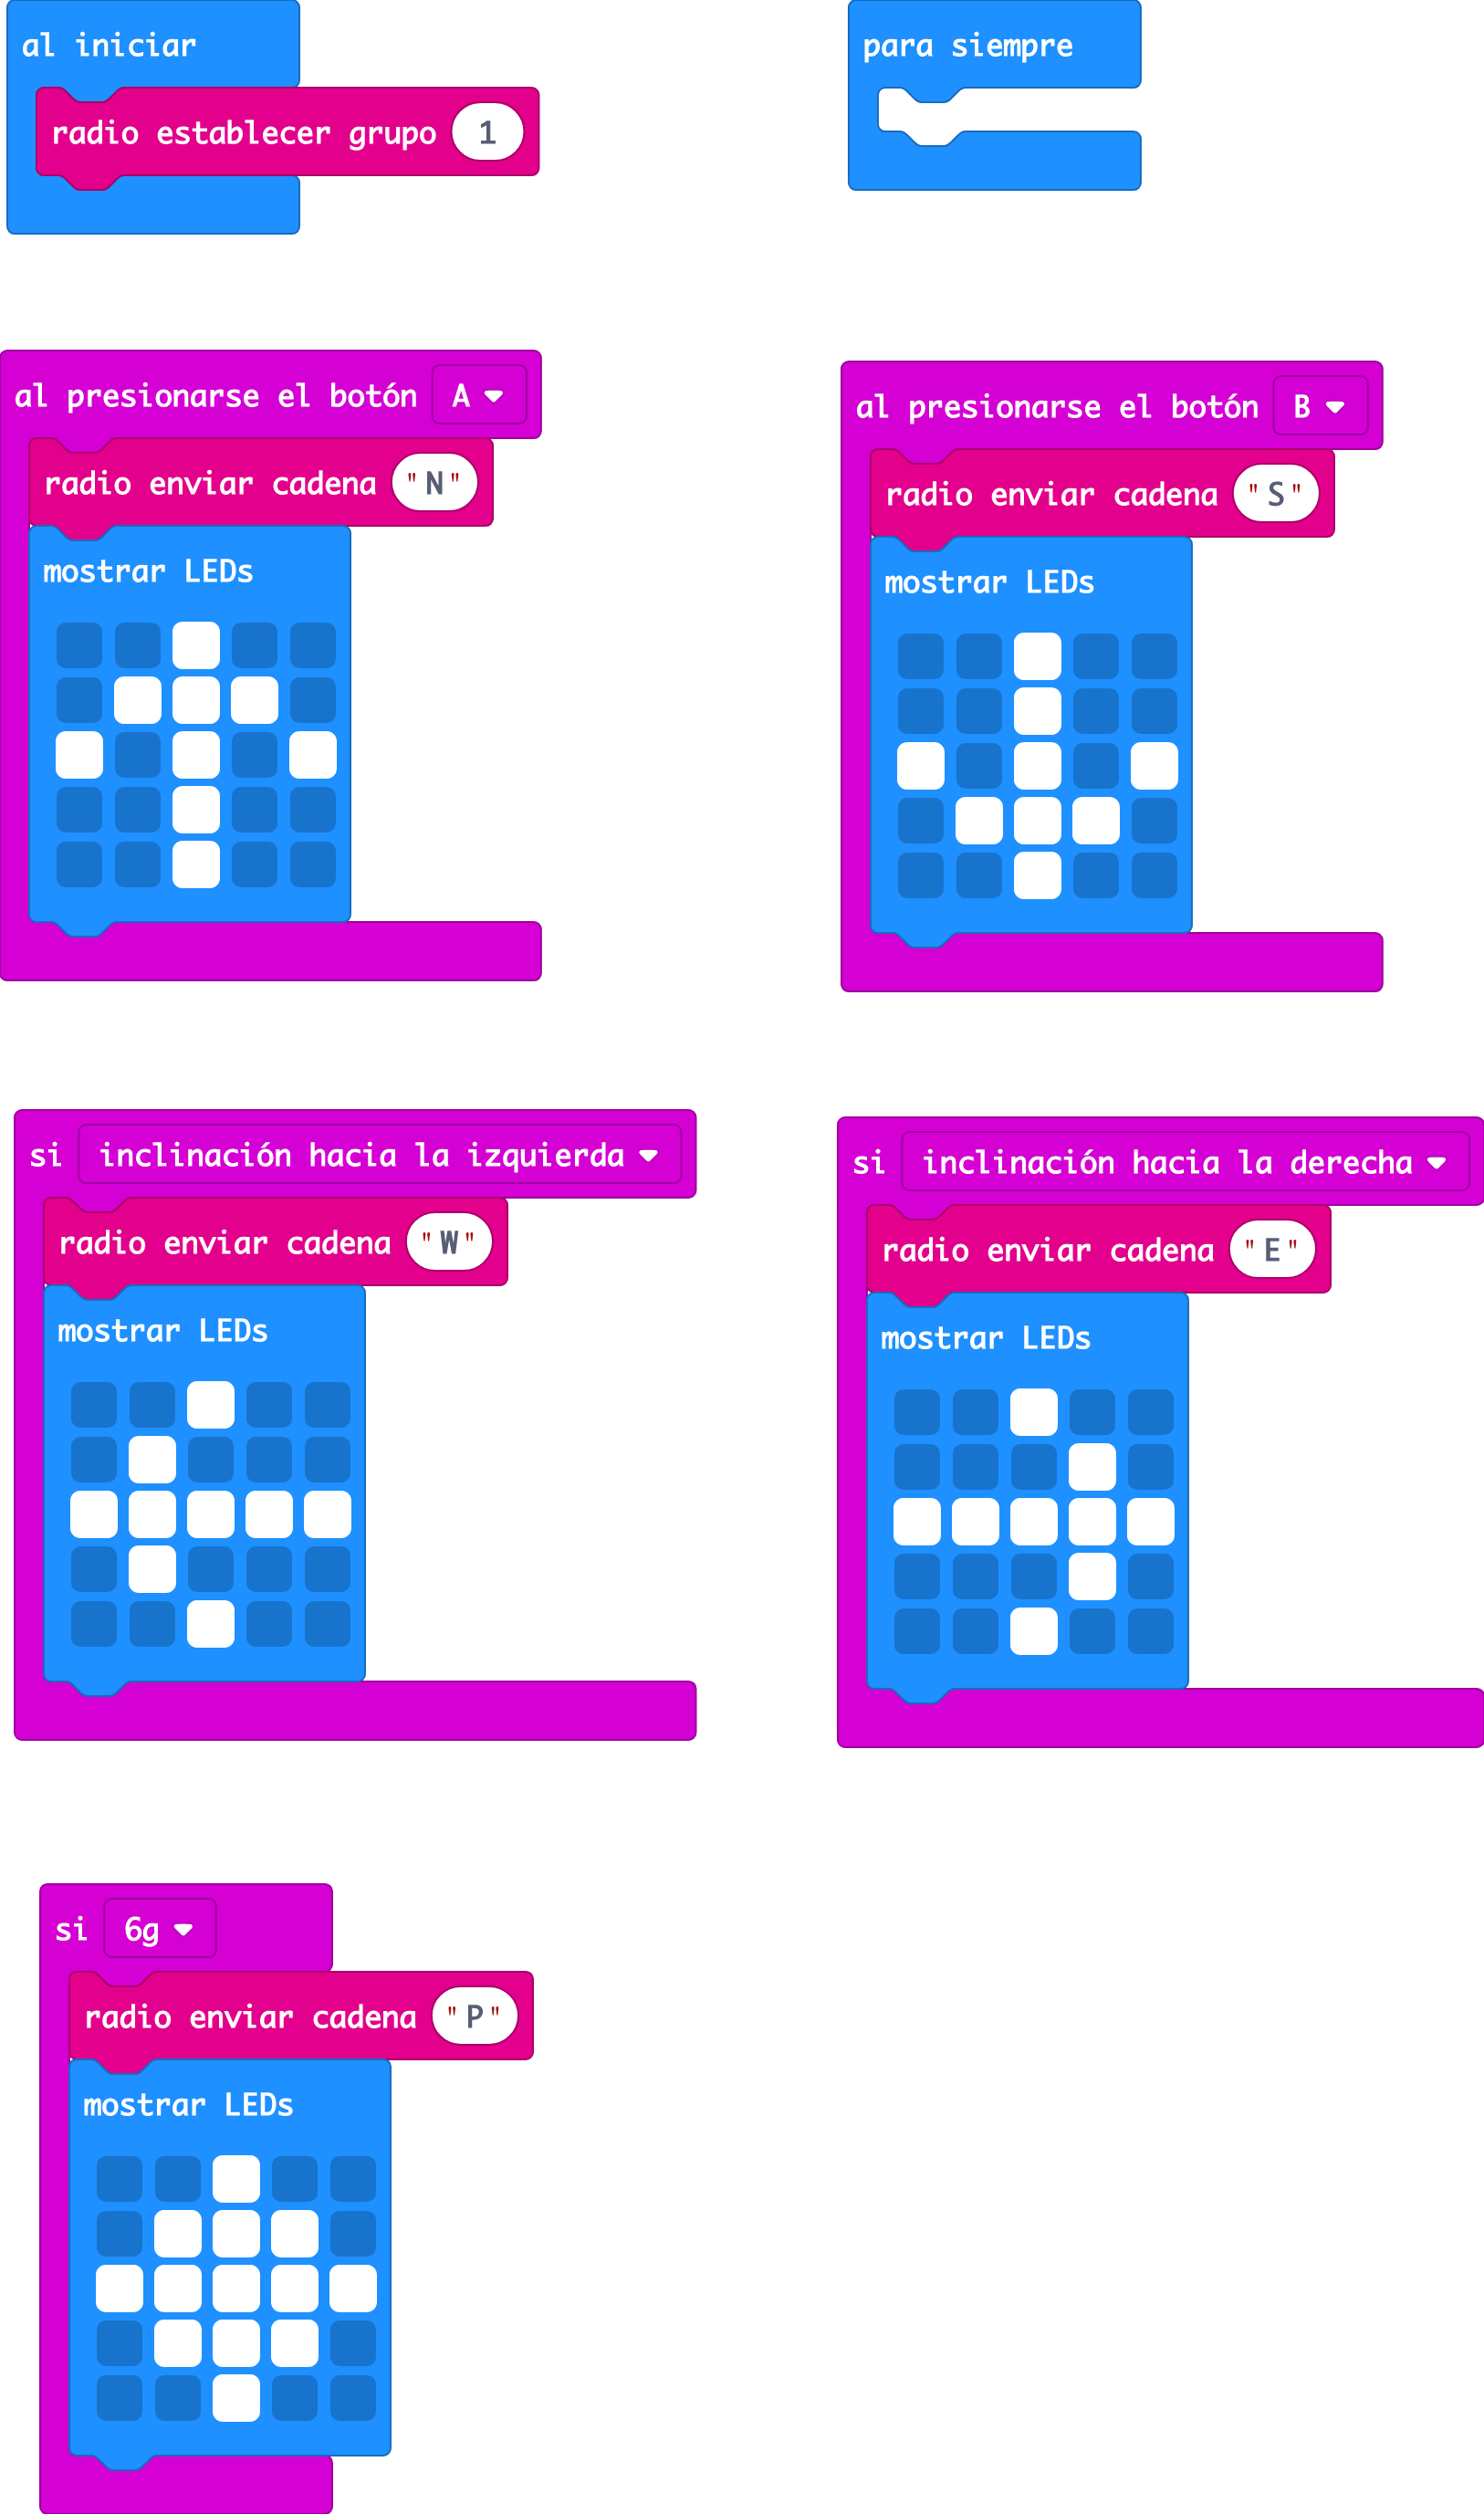 al iniciar
radio establecer grupo 1
para siempre
al presionarse el botón A
radio enviar cadena "N"
mostrar LEDs
al presionarse el botón B
radio enviar cadena "S"
mostrar LEDs
si inclinación hacia la izquierda
radio enviar cadena "W"
mostrar LEDs
si inclinación hacia la derecha
radio enviar cadena "E"
mostrar LEDs
si 6g
radio enviar cadena "P"
mostrar LEDs